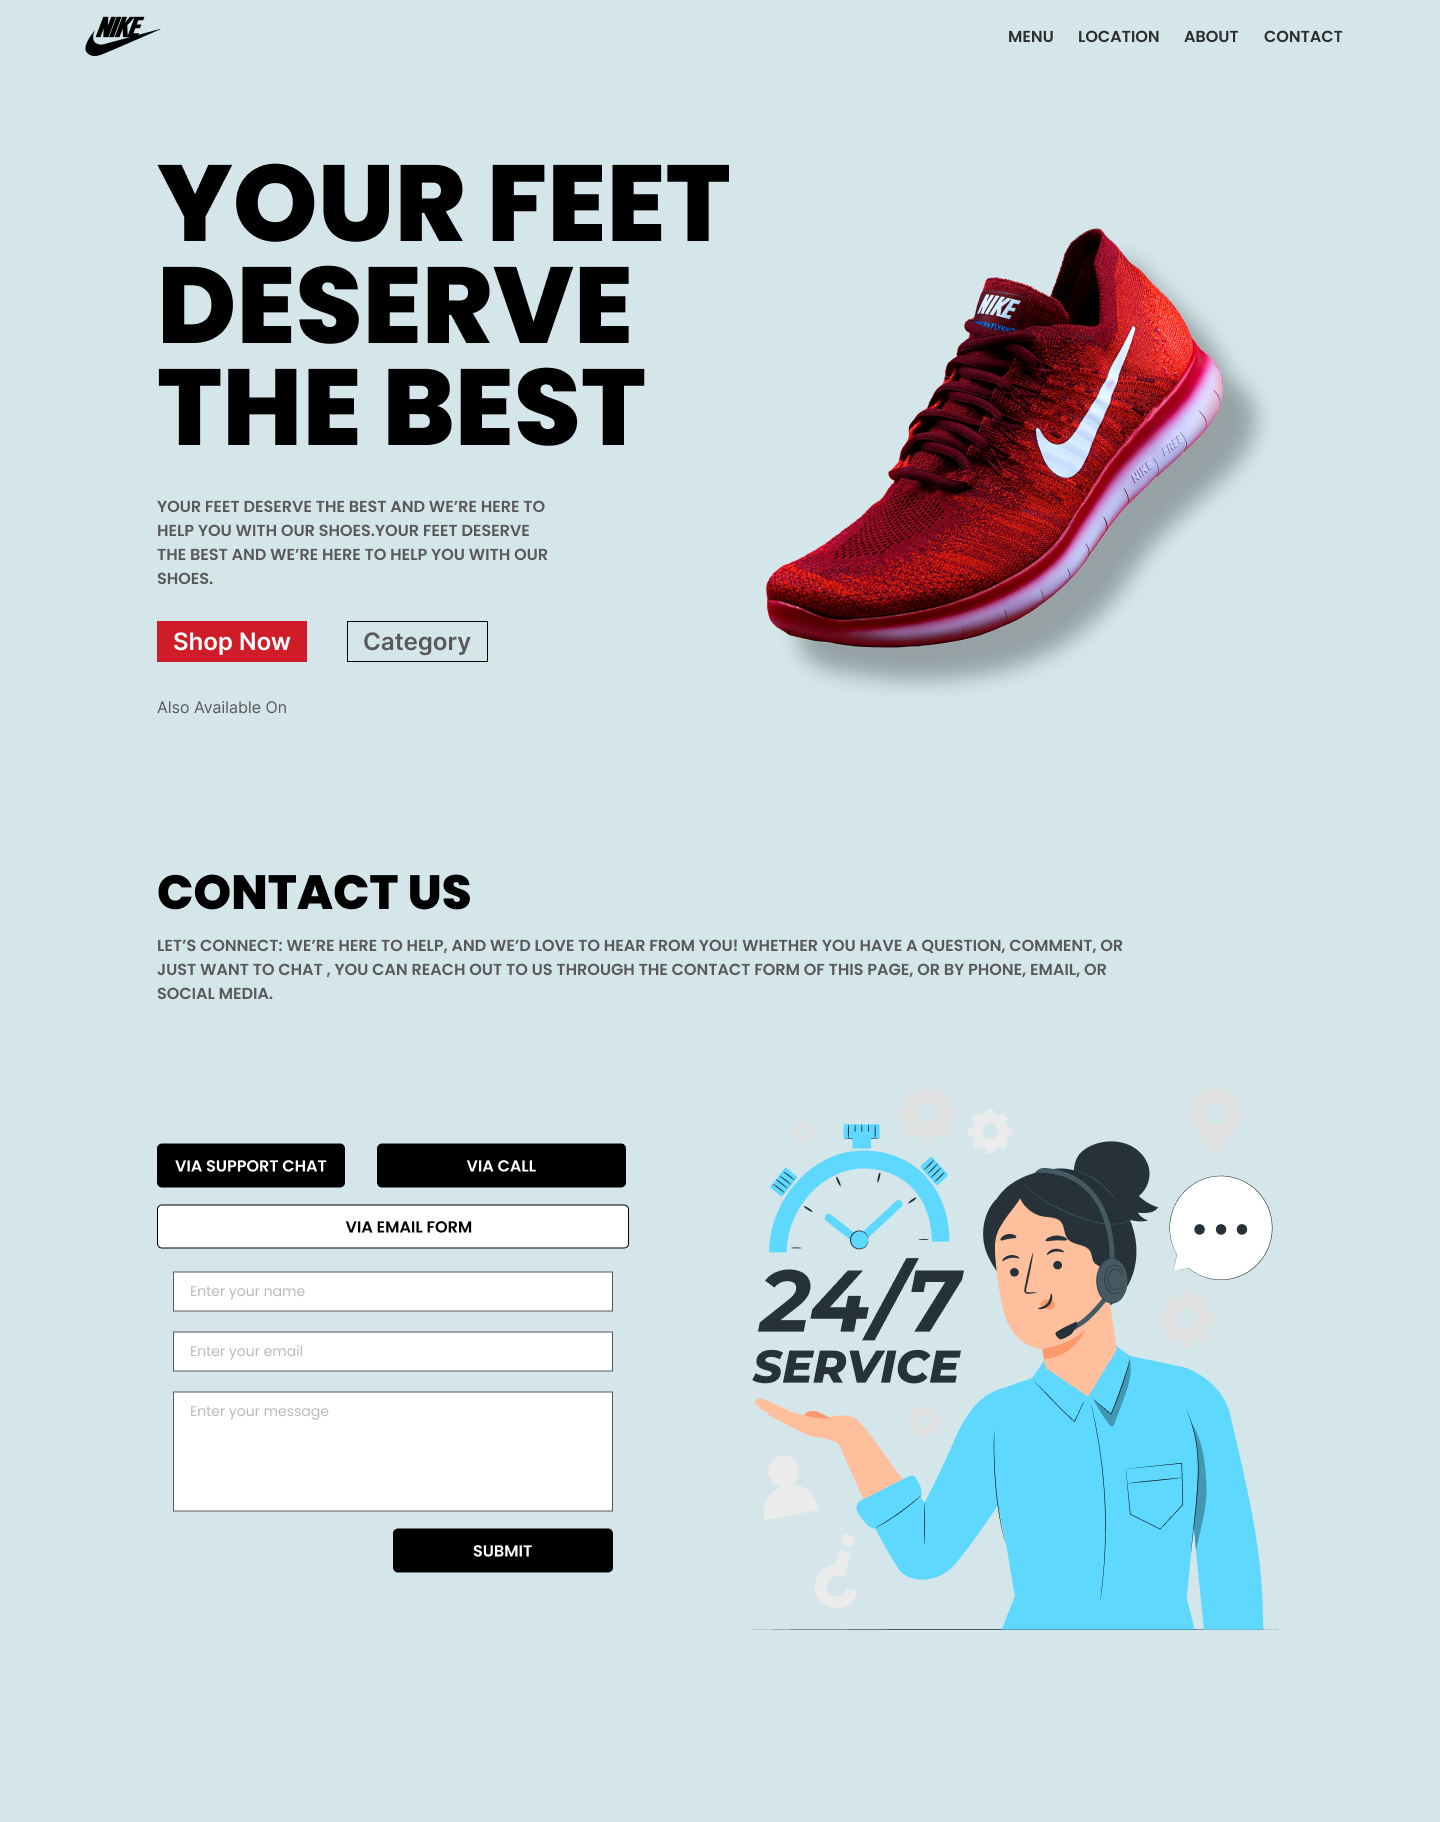 NIKE
MENU LOCATION ABOUT CONTACT
YOUR FEET
DESERVE
THE BEST
NIKE
NIKE FREE
YOUR FEET DESERVE THE BEST AND WE’RE HERE TO
HELP YOU WITH OUR SHOES.YOUR FEET DESERVE
THE BEST AND WE’RE HERE TO HELP YOU WITH OUR
SHOES.
Shop Now Category
Also Available On
CONTACT US
LET’S CONNECT: WE’RE HERE TO HELP, AND WE’D LOVE TO HEAR FROM YOU! WHETHER YOU HAVE A QUESTION, COMMENT, OR
JUST WANT TO CHAT , YOU CAN REACH OUT TO US THROUGH THE CONTACT FORM OF THIS PAGE, OR BY PHONE, EMAIL, OR
SOCIAL MEDIA.
VIA SUPPORT CHAT VIA CALL
VIA EMAIL FORM
Enter your name
Enter your email
Enter your message
SUBMIT
24/7
SERVICE